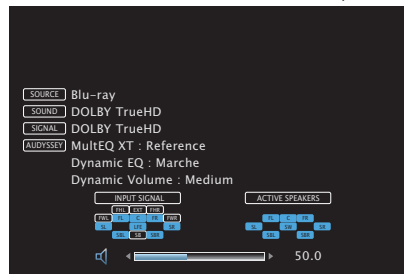 SOURCE Blu-ray
SOUND DOLBY TrueHD
SIGNAL DOLBY TrueHD
AUDYSSEY MultEQ XT : Reference
Dynamic EQ : Marche
Dynamic Volume : Medium
INPUT SIGNAL ACTIVE SPEAKERS
FHL EXT FHR
FWL FL C FR FWR FL C FR
SL LFE SR SL SW SR
SBL SB SBR SBL SBR
50.0